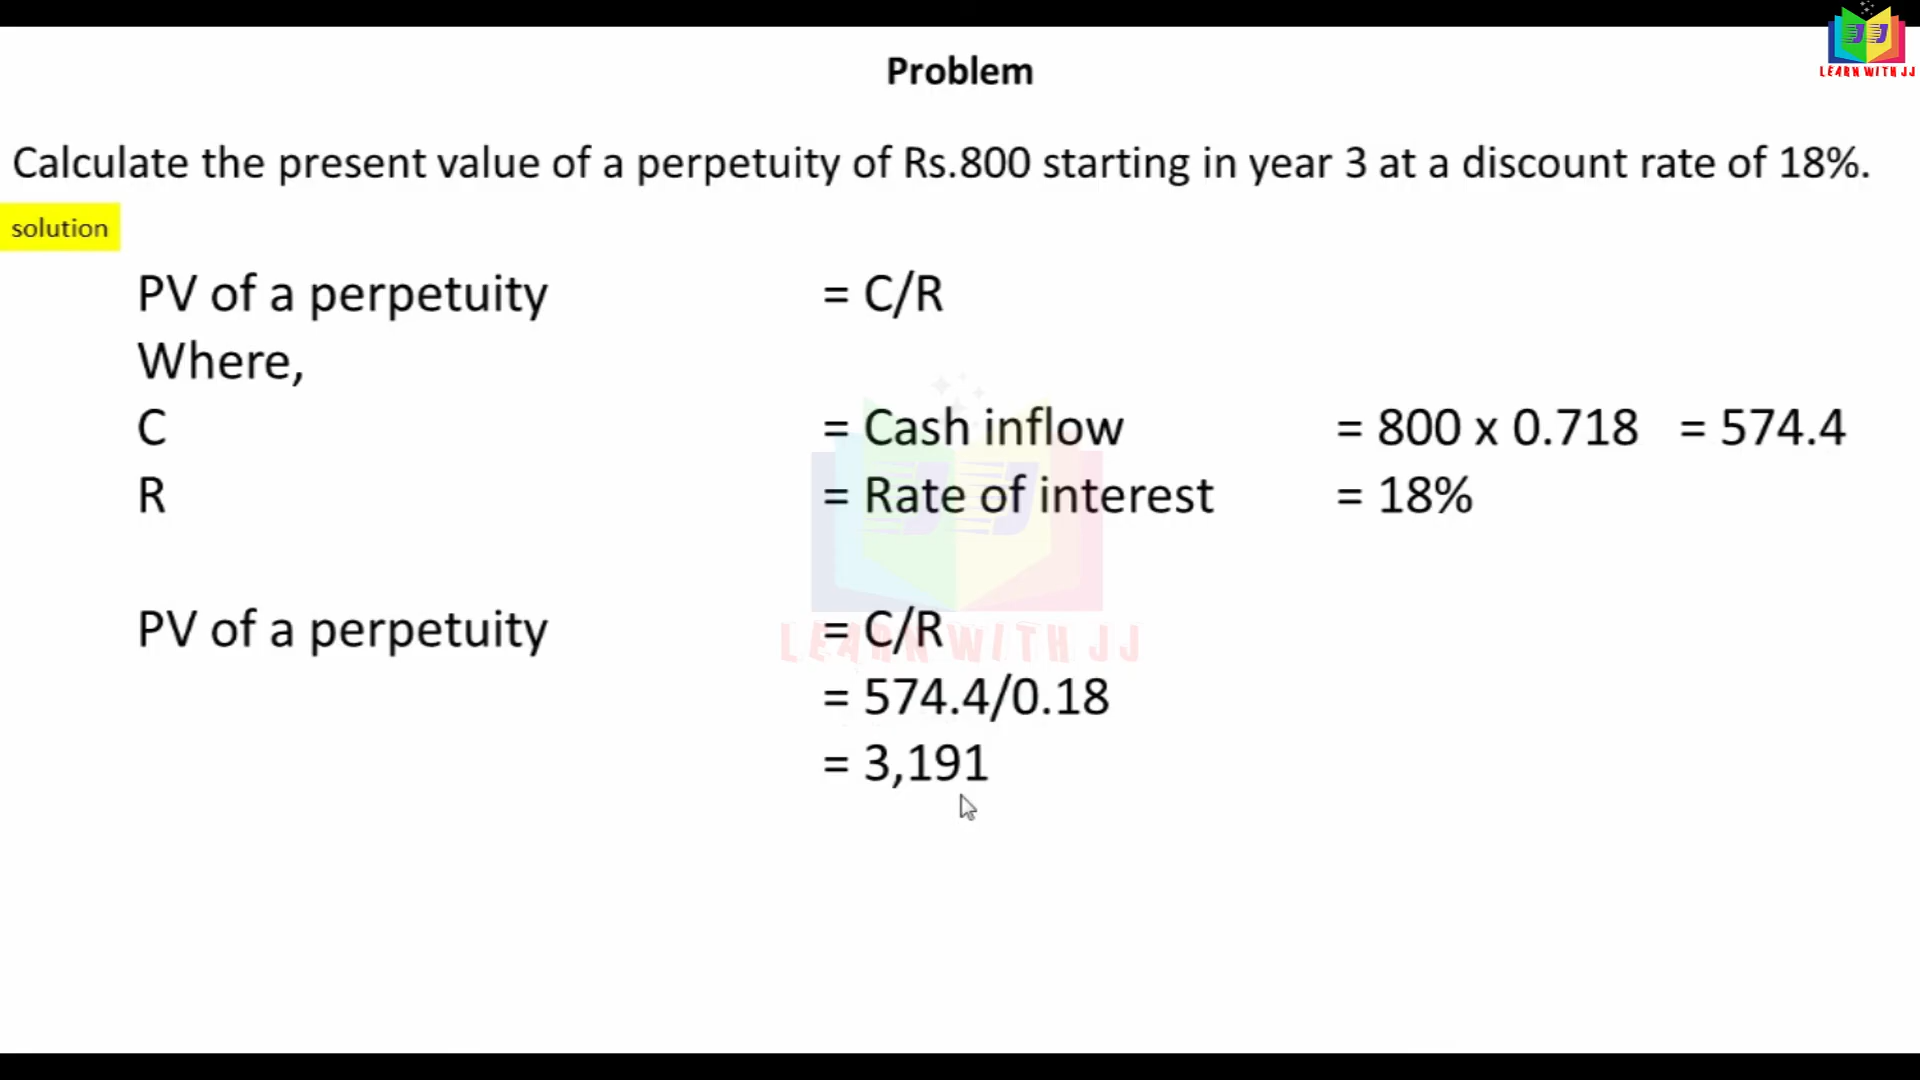 LEARN WITH JJ
Problem
Calculate the present value of a perpetuity of Rs.800 starting in year 3 at a discount rate of 18%.
solution
PV of a perpetuity = C/R
Where,
C = Cash inflow = 800 x 0.718 = 574.4
R = Rate of interest = 18%
PV of a perpetuity = C/R
LEARN WITH JJ
= 574.4/0.18
= 3,191